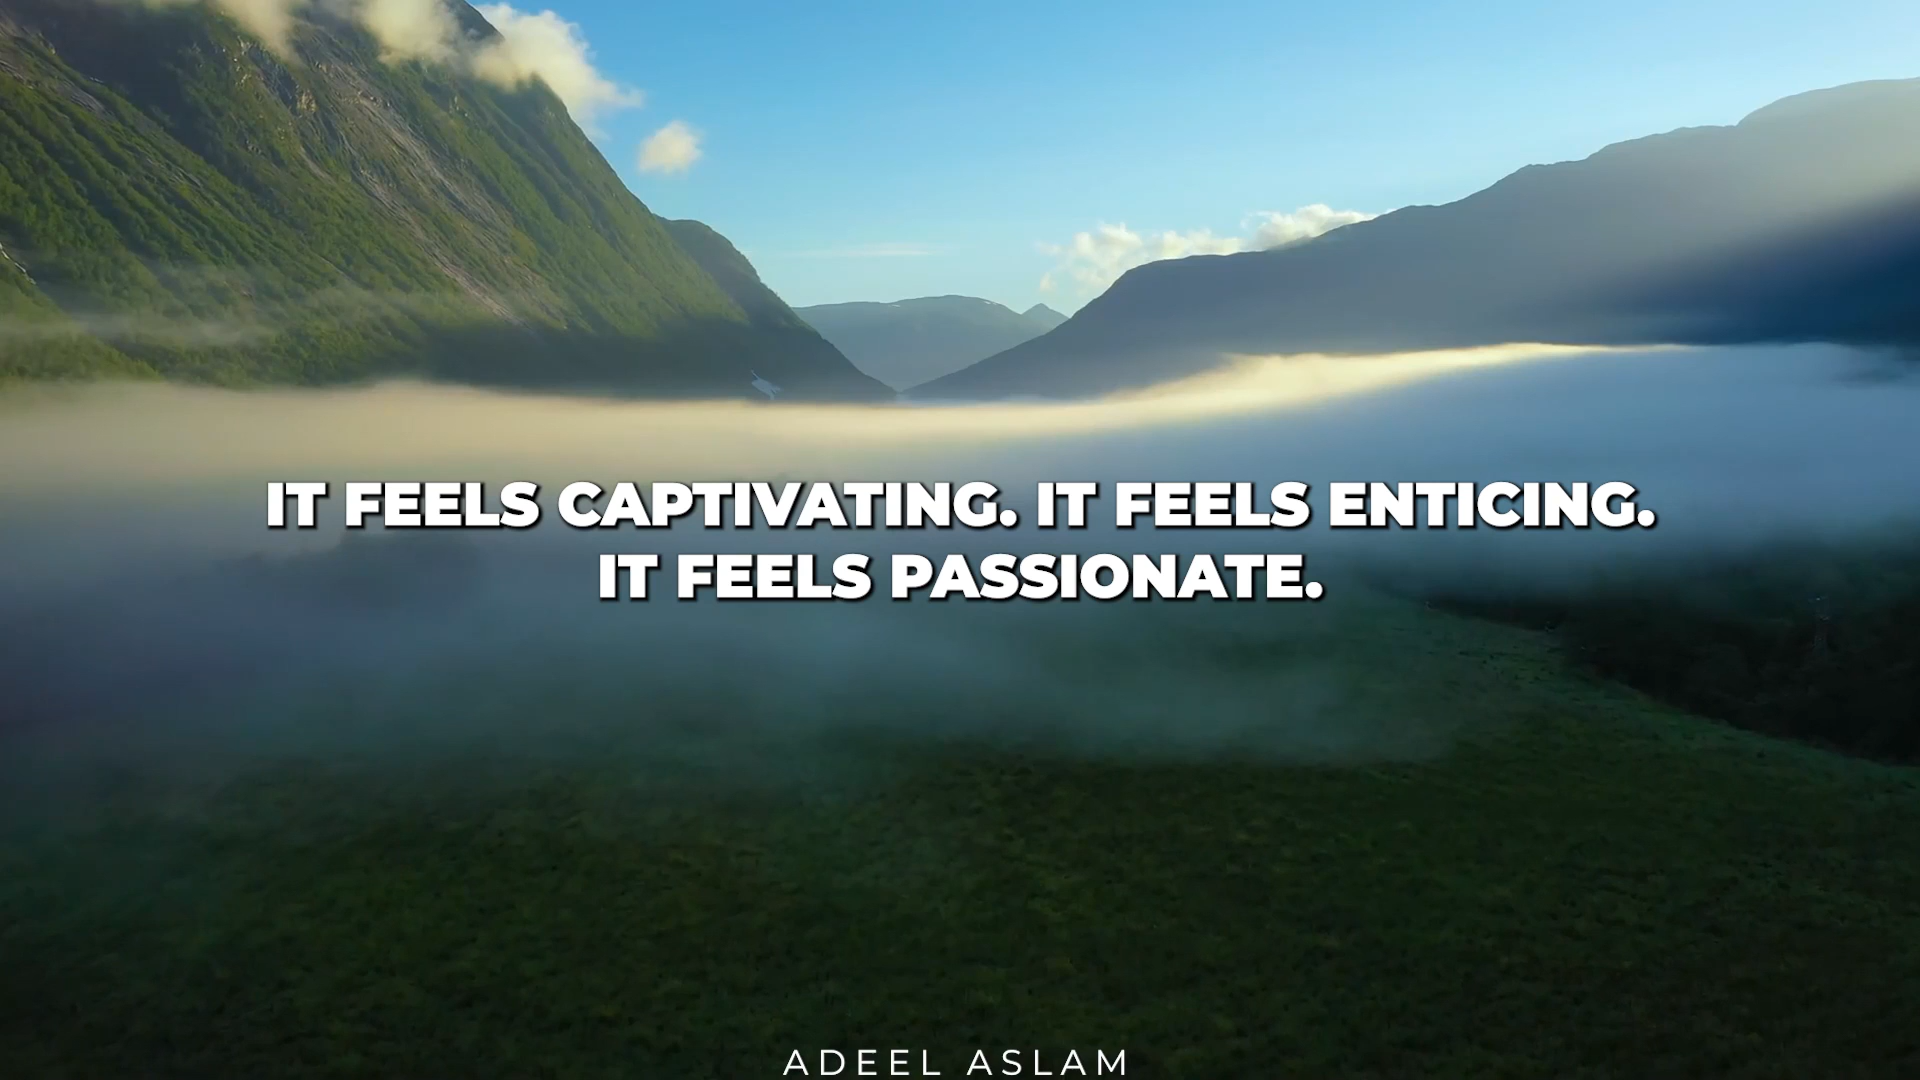 IT FEELS CAPTIVATING. IT FEELS ENTICING.
IT FEELS PASSIONATE.
ADEEL ASLAM